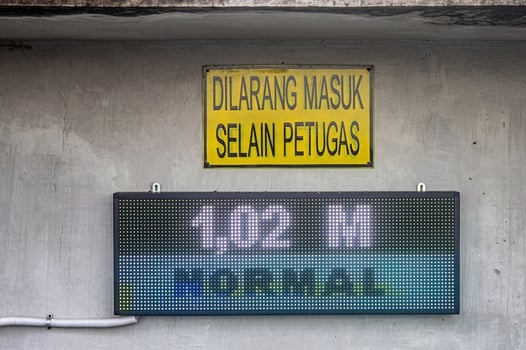 DILARANG MASUK
SELAIN PETUGAS
1,02 M
NORMAL